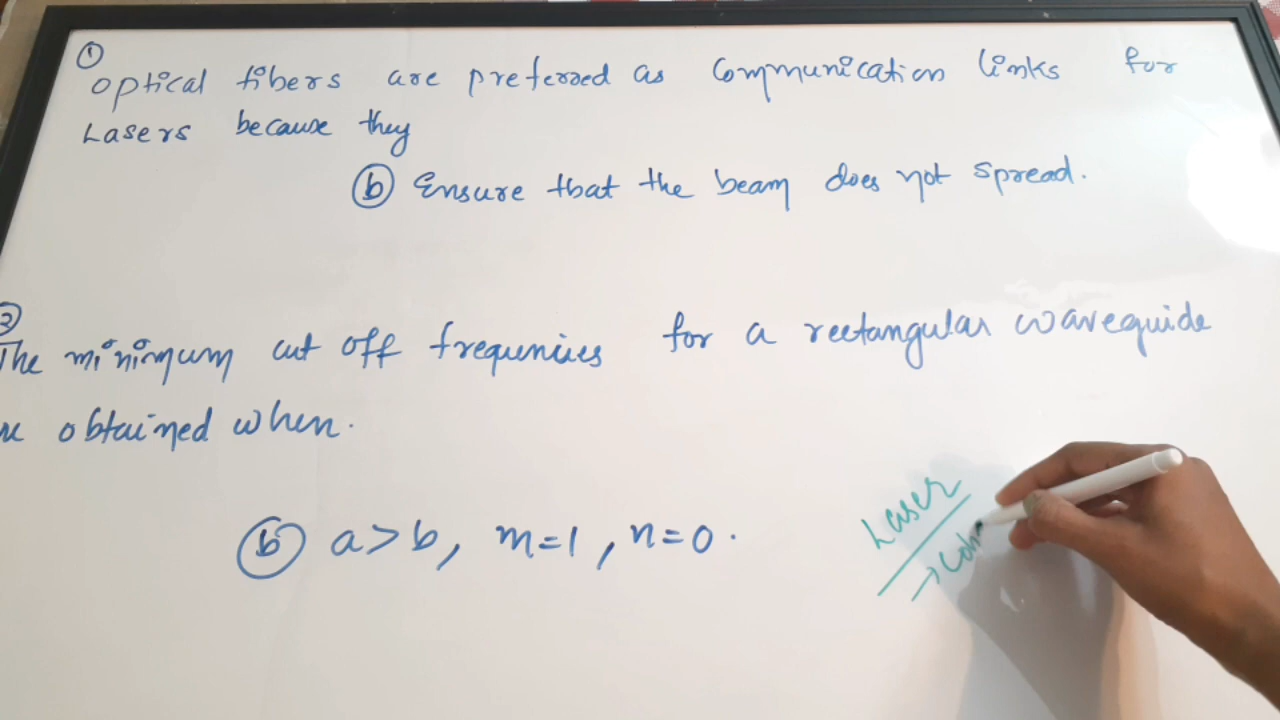 ①
optical fibers are preferred as Communication links for
Lasers because they
ⓑ Ensure that the beam does not spread.
②
The minimum cut off frequencies for a rectangular waveguide
obtained when.
ⓑ a>b, m=1, n=0.
Laser
→ coh